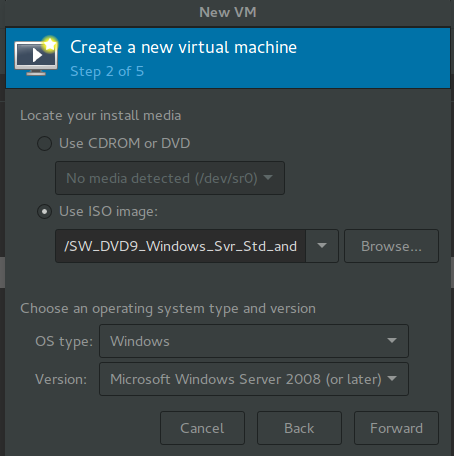 New VM
Create a new virtual machine
Step 2 of 5
Locate your install media
Use CDROM or DVD
No media detected (/dev/sr0)
Use ISO image:
/SW_DVD9_Windows_Svr_Std_and
Browse...
Choose an operating system type and version
OS type: Windows
Version: Microsoft Windows Server 2008 (or later)
Cancel Back Forward